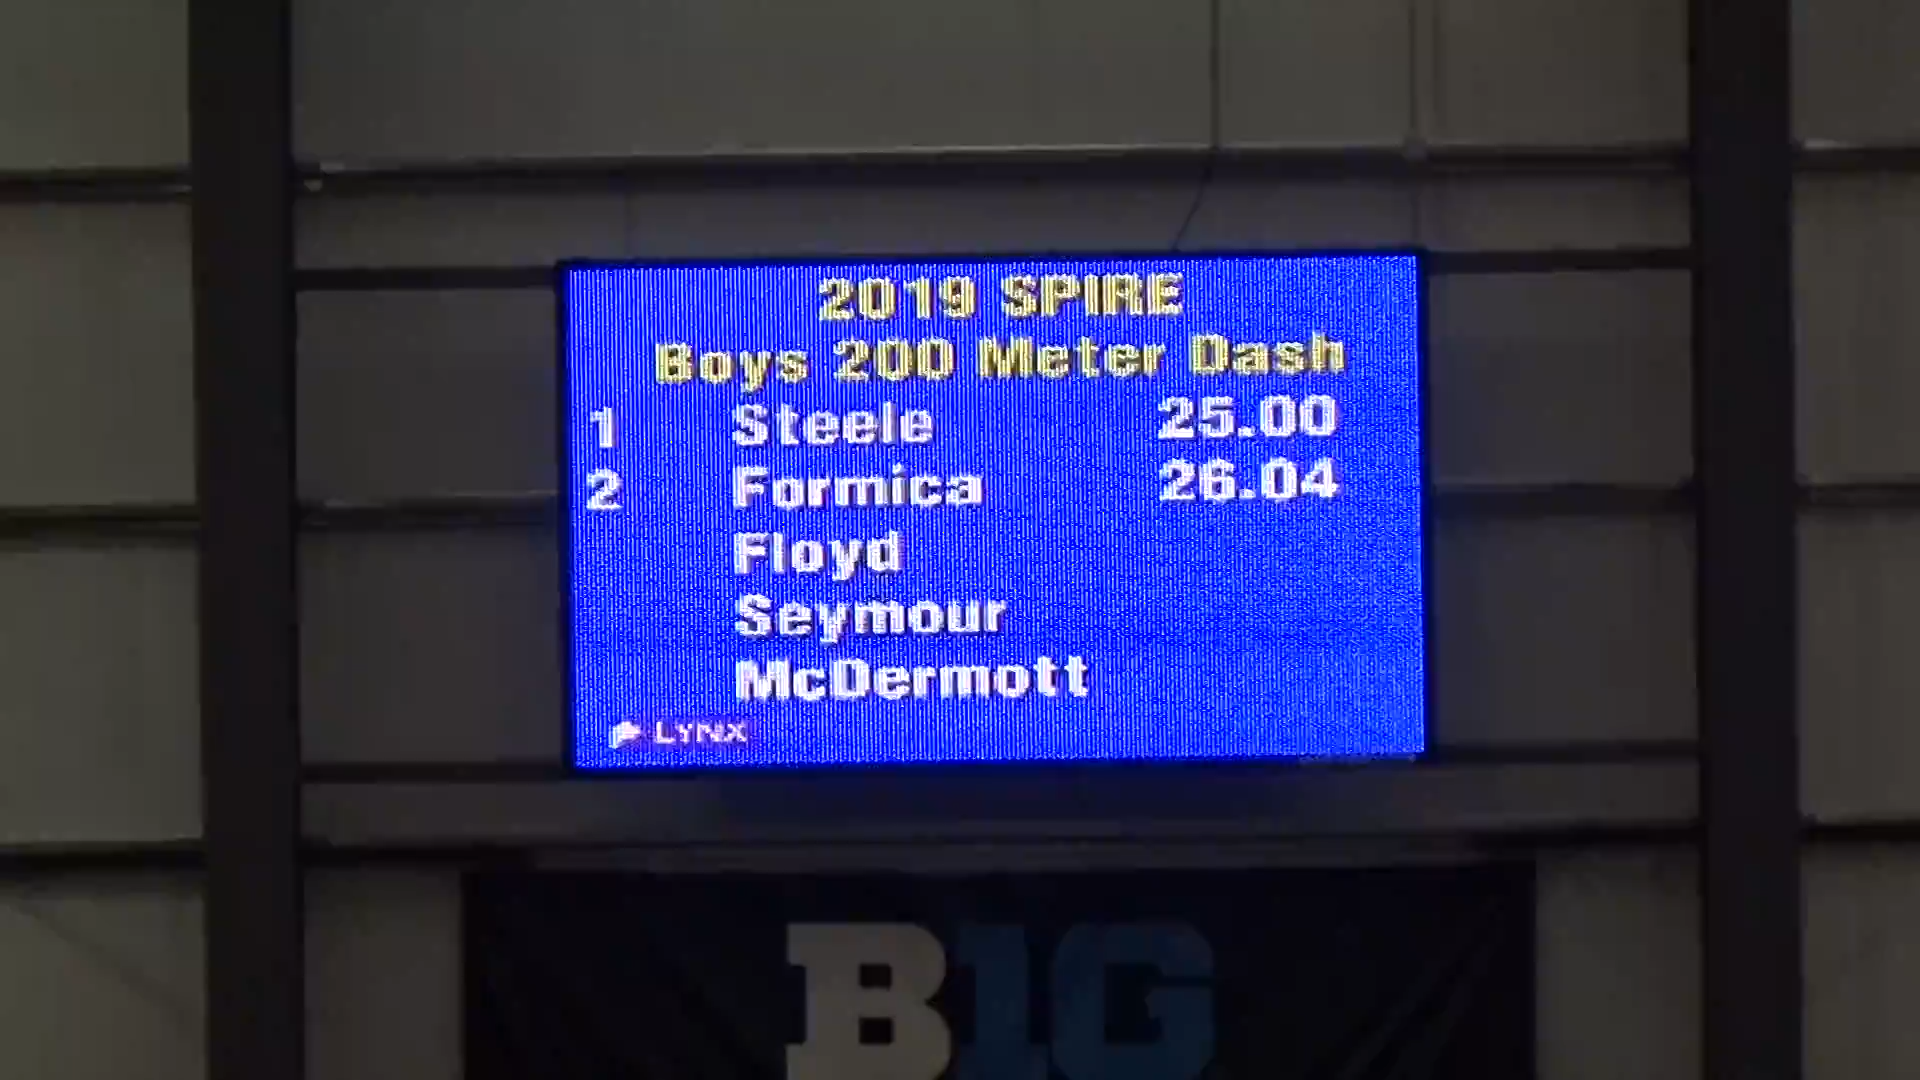 2019 SPIRE
Boys 200 Meter Dash
1 Steele 25.00
2 Formica 26.04
Floyd
Seymour
McDermott
LYNX
B1G